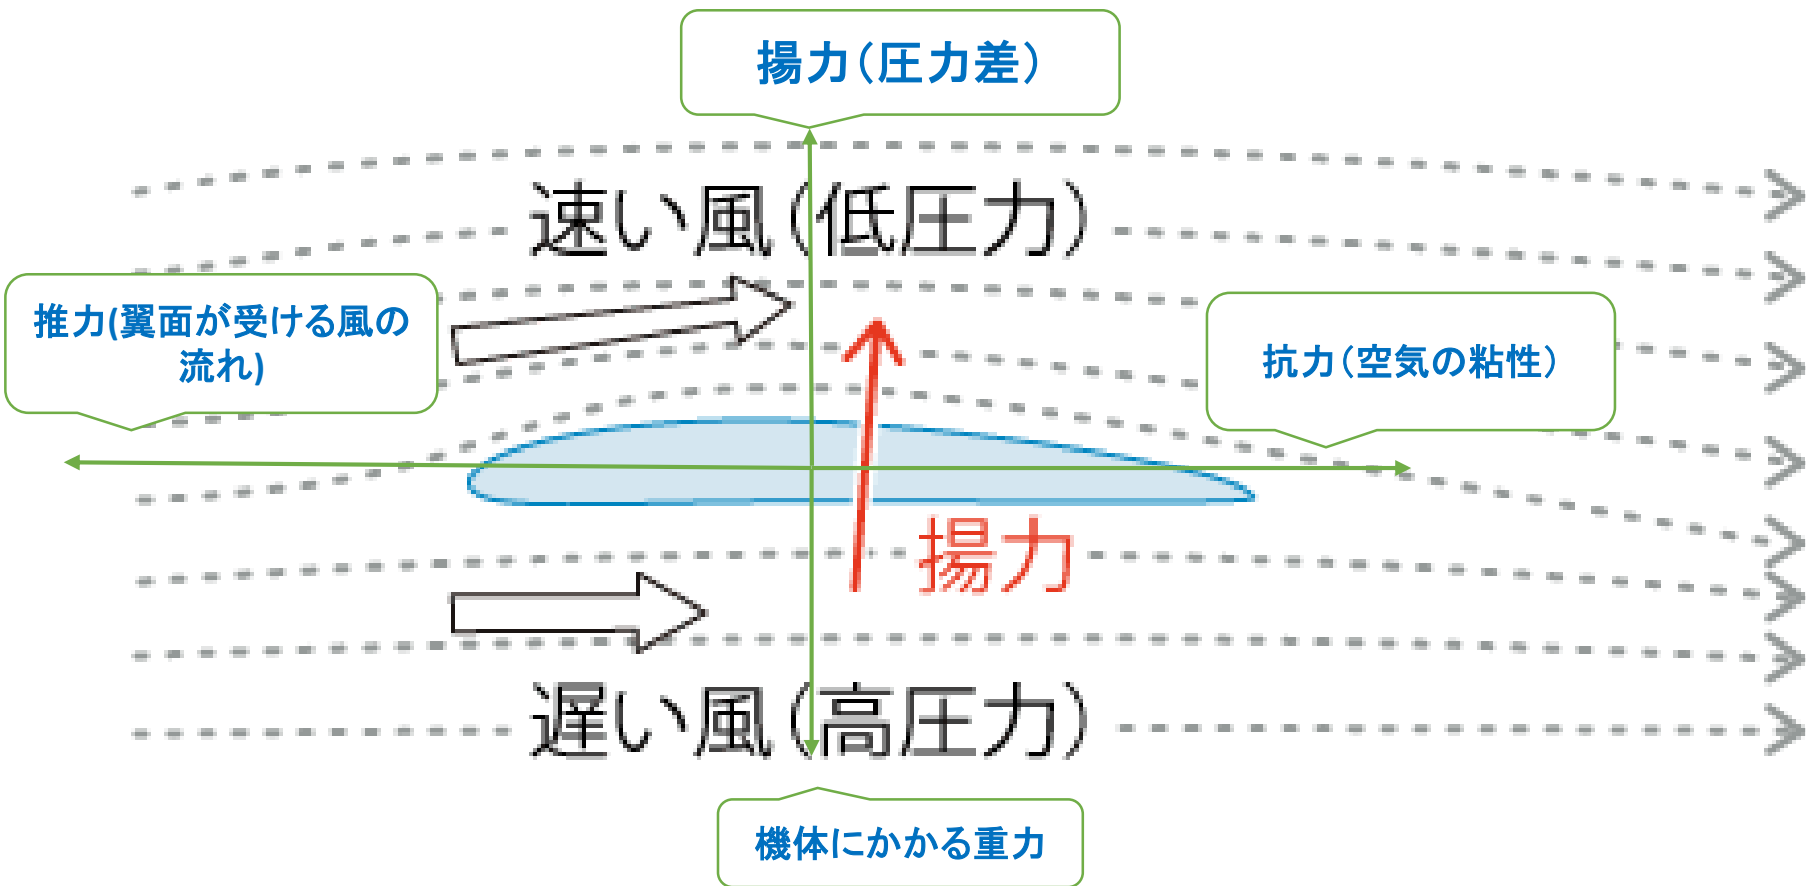 揚力（圧力差）
速い風（低圧力）
推力(翼面が受ける風の
流れ)
抗力（空気の粘性）
揚力
遅い風（高圧力）
機体にかかる重力